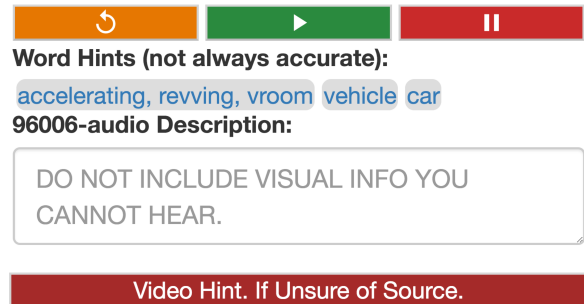 Word Hints (not always accurate):
accelerating, revving, vroom vehicle car
96006-audio Description:
DO NOT INCLUDE VISUAL INFO YOU
CANNOT HEAR.
Video Hint. If Unsure of Source.